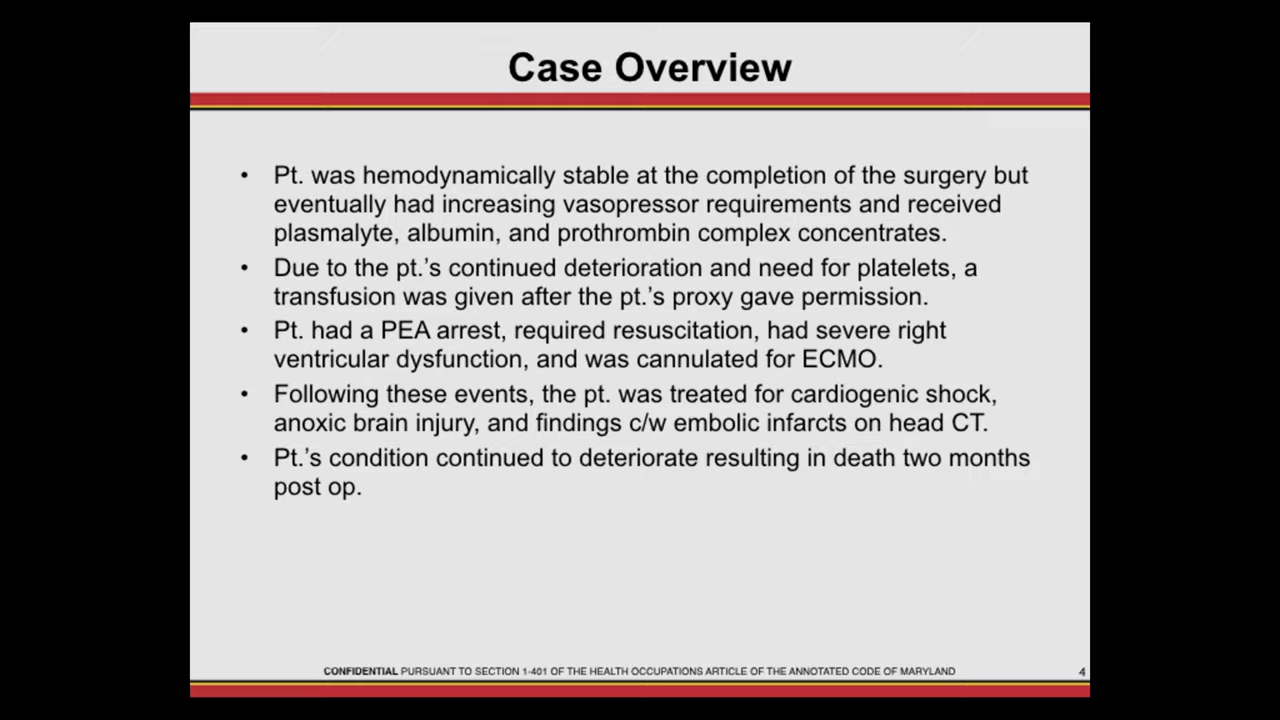 Case Overview
• Pt. was hemodynamically stable at the completion of the surgery but
eventually had increasing vasopressor requirements and received
plasmalyte, albumin, and prothrombin complex concentrates.
• Due to the pt.'s continued deterioration and need for platelets, a
transfusion was given after the pt.'s proxy gave permission.
• Pt. had a PEA arrest, required resuscitation, had severe right
ventricular dysfunction, and was cannulated for ECMO.
• Following these events, the pt. was treated for cardiogenic shock,
anoxic brain injury, and findings c/w embolic infarcts on head CT.
• Pt.'s condition continued to deteriorate resulting in death two months
post op.
CONFIDENTIAL PURSUANT TO SECTION 1-401 OF THE HEALTH OCCUPATIONS ARTICLE OF THE ANNOTATED CODE OF MARYLAND
4